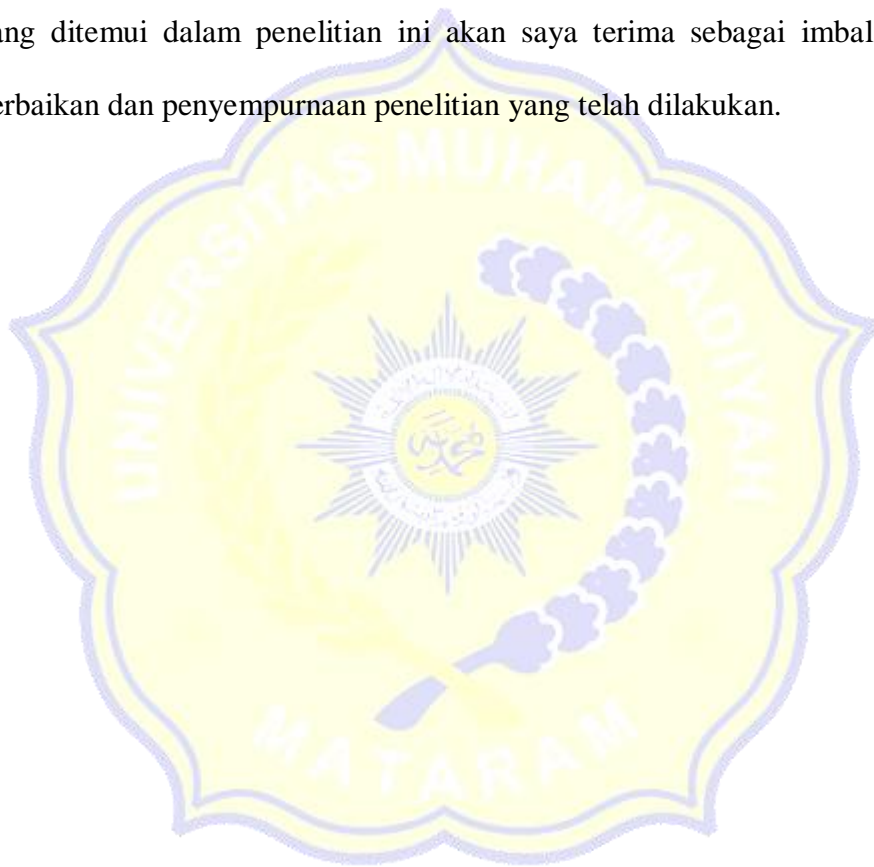 ang ditemui dalam penelitian ini akan saya terima sebagai imbal
erbaikan dan penyempurnaan penelitian yang telah dilakukan.
UNIVERSITAS MUHAMMADIYAH
MATARAM